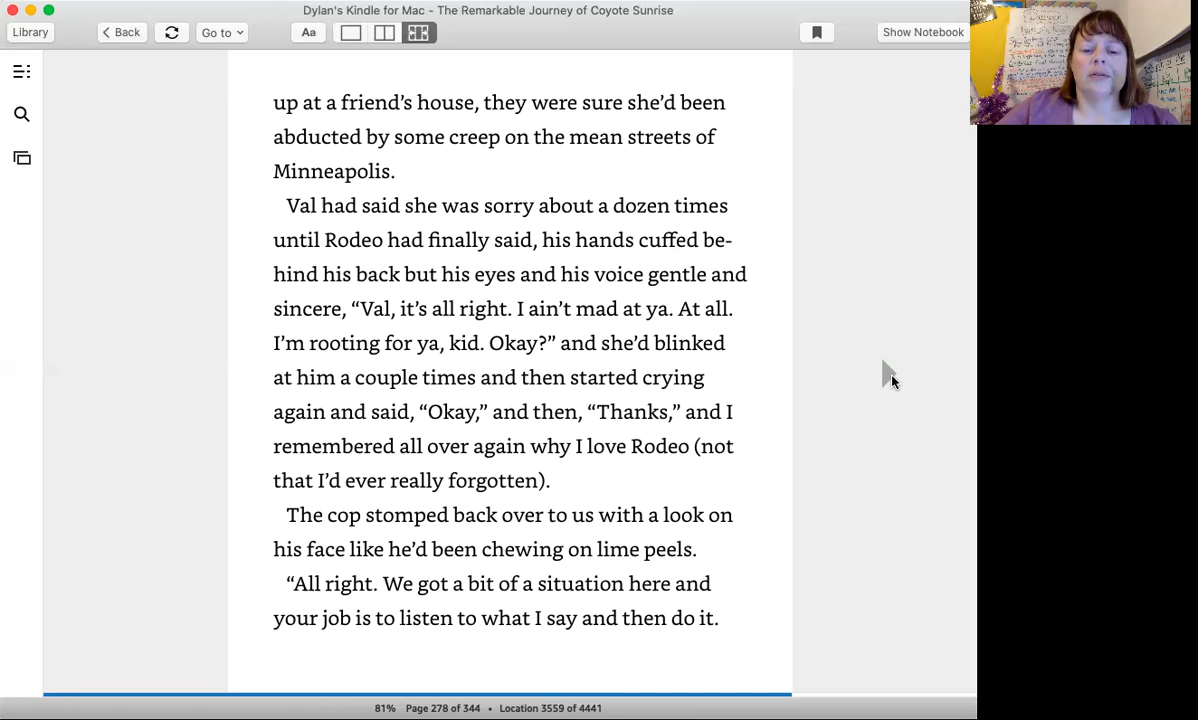 Dylan's Kindle for Mac - The Remarkable Journey of Coyote Sunrise
Library
Back
Go to
Aa
Show Notebook
up at a friend's house, they were sure she'd been
abducted by some creep on the mean streets of
Minneapolis.
Val had said she was sorry about a dozen times
until Rodeo had finally said, his hands cuffed be-
hind his back but his eyes and his voice gentle and
sincere, “Val, it's all right. I ain't mad at ya. At all.
I'm rooting for ya, kid. Okay?” and she'd blinked
at him a couple times and then started crying
again and said, “Okay,” and then, “Thanks,” and I
remembered all over again why I love Rodeo (not
that I'd ever really forgotten).
The cop stomped back over to us with a look on
his face like he'd been chewing on lime peels.
“All right. We got a bit of a situation here and
your job is to listen to what I say and then do it.
81% Page 278 of 344 • Location 3559 of 4441